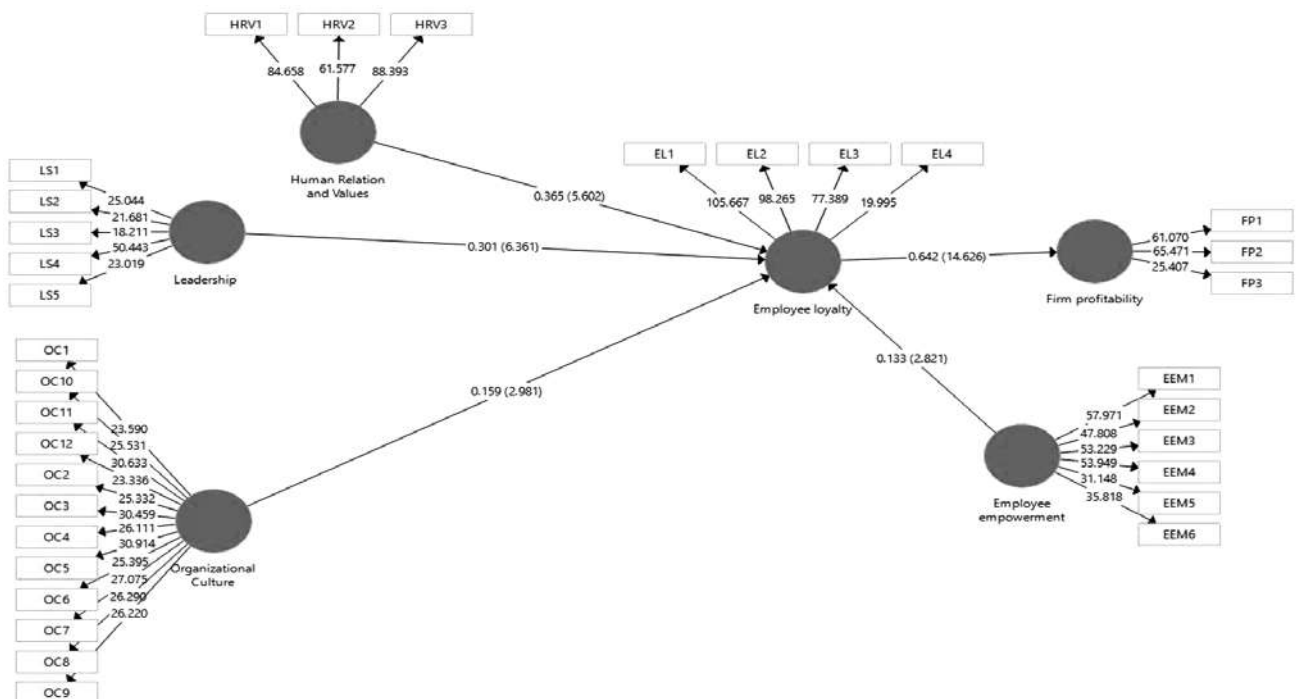 HRV1
HRV2
HRV3
84.658
61.577
88.393
Human Relation
and Values
LS1
LS2
LS3
LS4
LS5
25.044
21.681
18.211
50.443
23.019
Leadership
EL1
EL2
EL3
EL4
105.667
98.265
77.389
19.995
Employee loyalty
0.365 (5.602)
0.301 (6.361)
0.642 (14.626)
FP1
FP2
FP3
61.070
65.471
25.407
Firm profitability
0.159 (2.981)
0.133 (2.821)
OC1
OC10
OC11
OC12
OC2
OC3
OC4
OC5
OC6
OC7
OC8
OC9
23.590
25.531
30.633
23.336
25.332
30.459
26.111
30.914
25.395
27.075
26.290
26.220
Organizational
Culture
EEM1
EEM2
EEM3
EEM4
EEM5
EEM6
57.971
47.808
53.229
53.949
31.148
35.818
Employee
empowerment